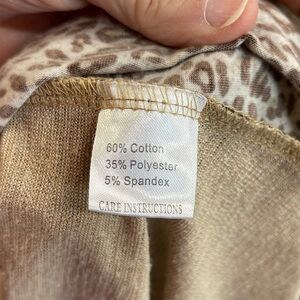 60% Cotton
35% Polyester
5% Spandex
CARE INSTRUCTIONS